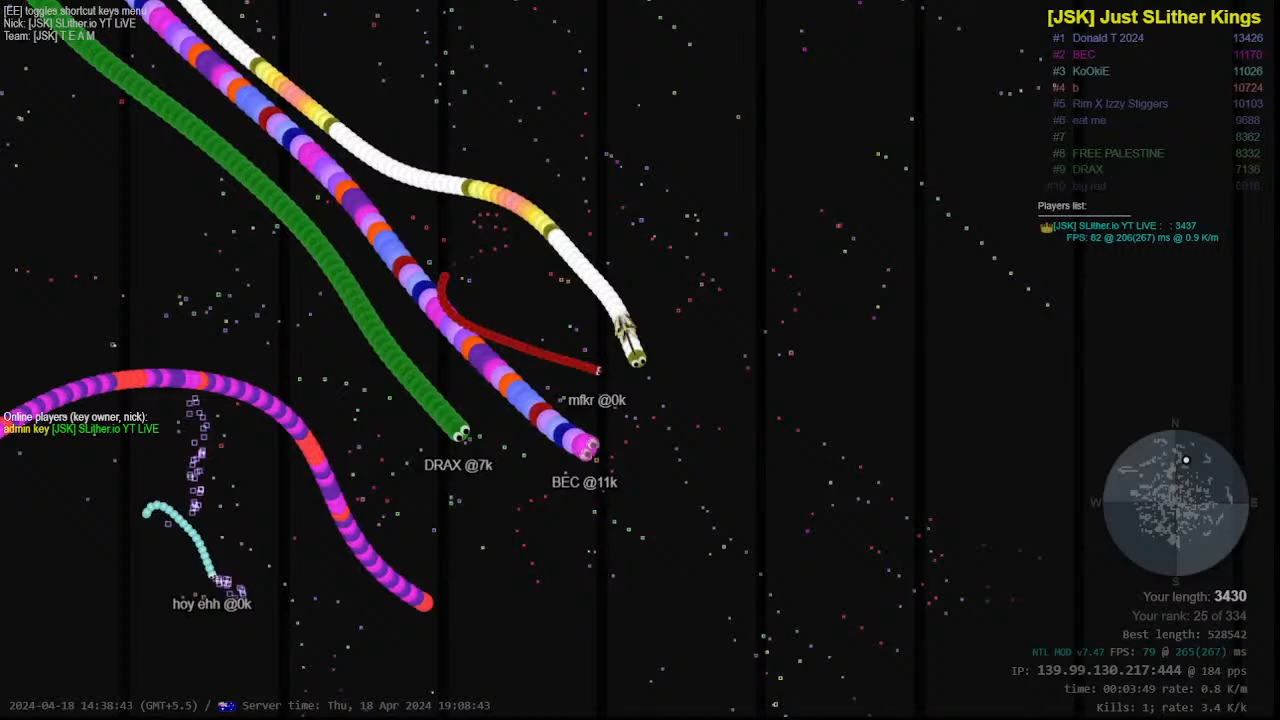 [EE] toggles shortcut keys menu
Nick: [JSK] SLither.io YT LiVE
Team: [JSK] T E A M
[JSK] Just SLither Kings
#1 Donald T 2024 13426
#2 BEC 11170
#3 KoOkiE 11026
#4 b 10724
#5 Rim X Izzy Stiggers 10103
#6 eat me 9688
#7 8362
#8 FREE PALESTINE 8332
#9 DRAX 7136
#10
Players list:
[JSK] SLither.io YT LiVE : : 3437
FPS: 82 @ 206(267) ms @ 0.9 K/m
mfkr @0k
Online players (key owner, nick):
admin key [JSK] SLither.io YT LiVE
DRAX @7k
BEC @11k
N
W
E
S
hoy ehh @0k
Your length: 3430
Your rank: 25 of 334
Best length: 528542
NTL MOD v7.47 FPS: 79 @ 265(267) ms
IP: 139.99.130.217:444 @ 184 pps
time: 00:03:49 rate: 0.8 K/m
Kills: 1; rate: 3.4 K/k
2024-04-18 14:38:43 (GMT+5.5) / Server time: Thu, 18 Apr 2024 19:08:43